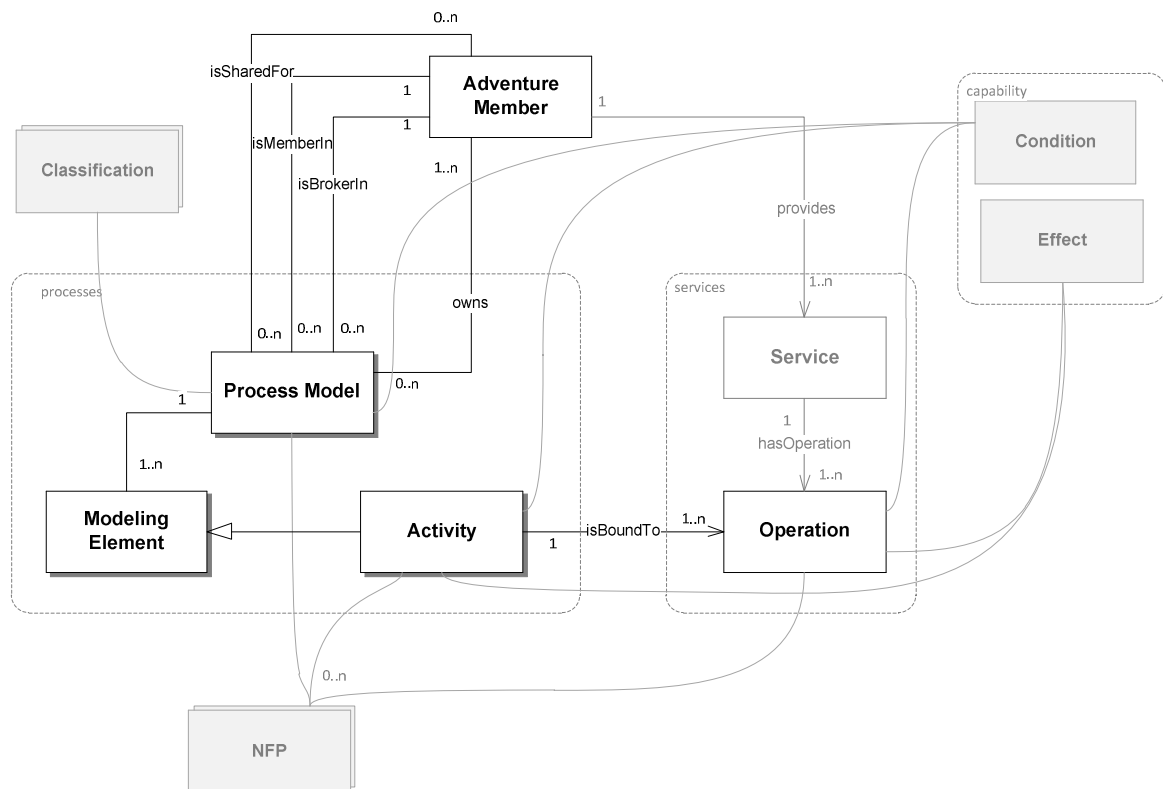 0..n
isSharedFor
Adventure
Member
1
1
1
capability
Condition
isMemberIn
Classification
1..n
isBrokerIn
provides
Effect
processes
services
1..n
owns
0..n
0..n
0..n
Service
0..n
Process Model
1
1
hasOperation
1..n
1..n
Modeling
Element
Activity
1
isBoundTo
1..n
Operation
0..n
NFP